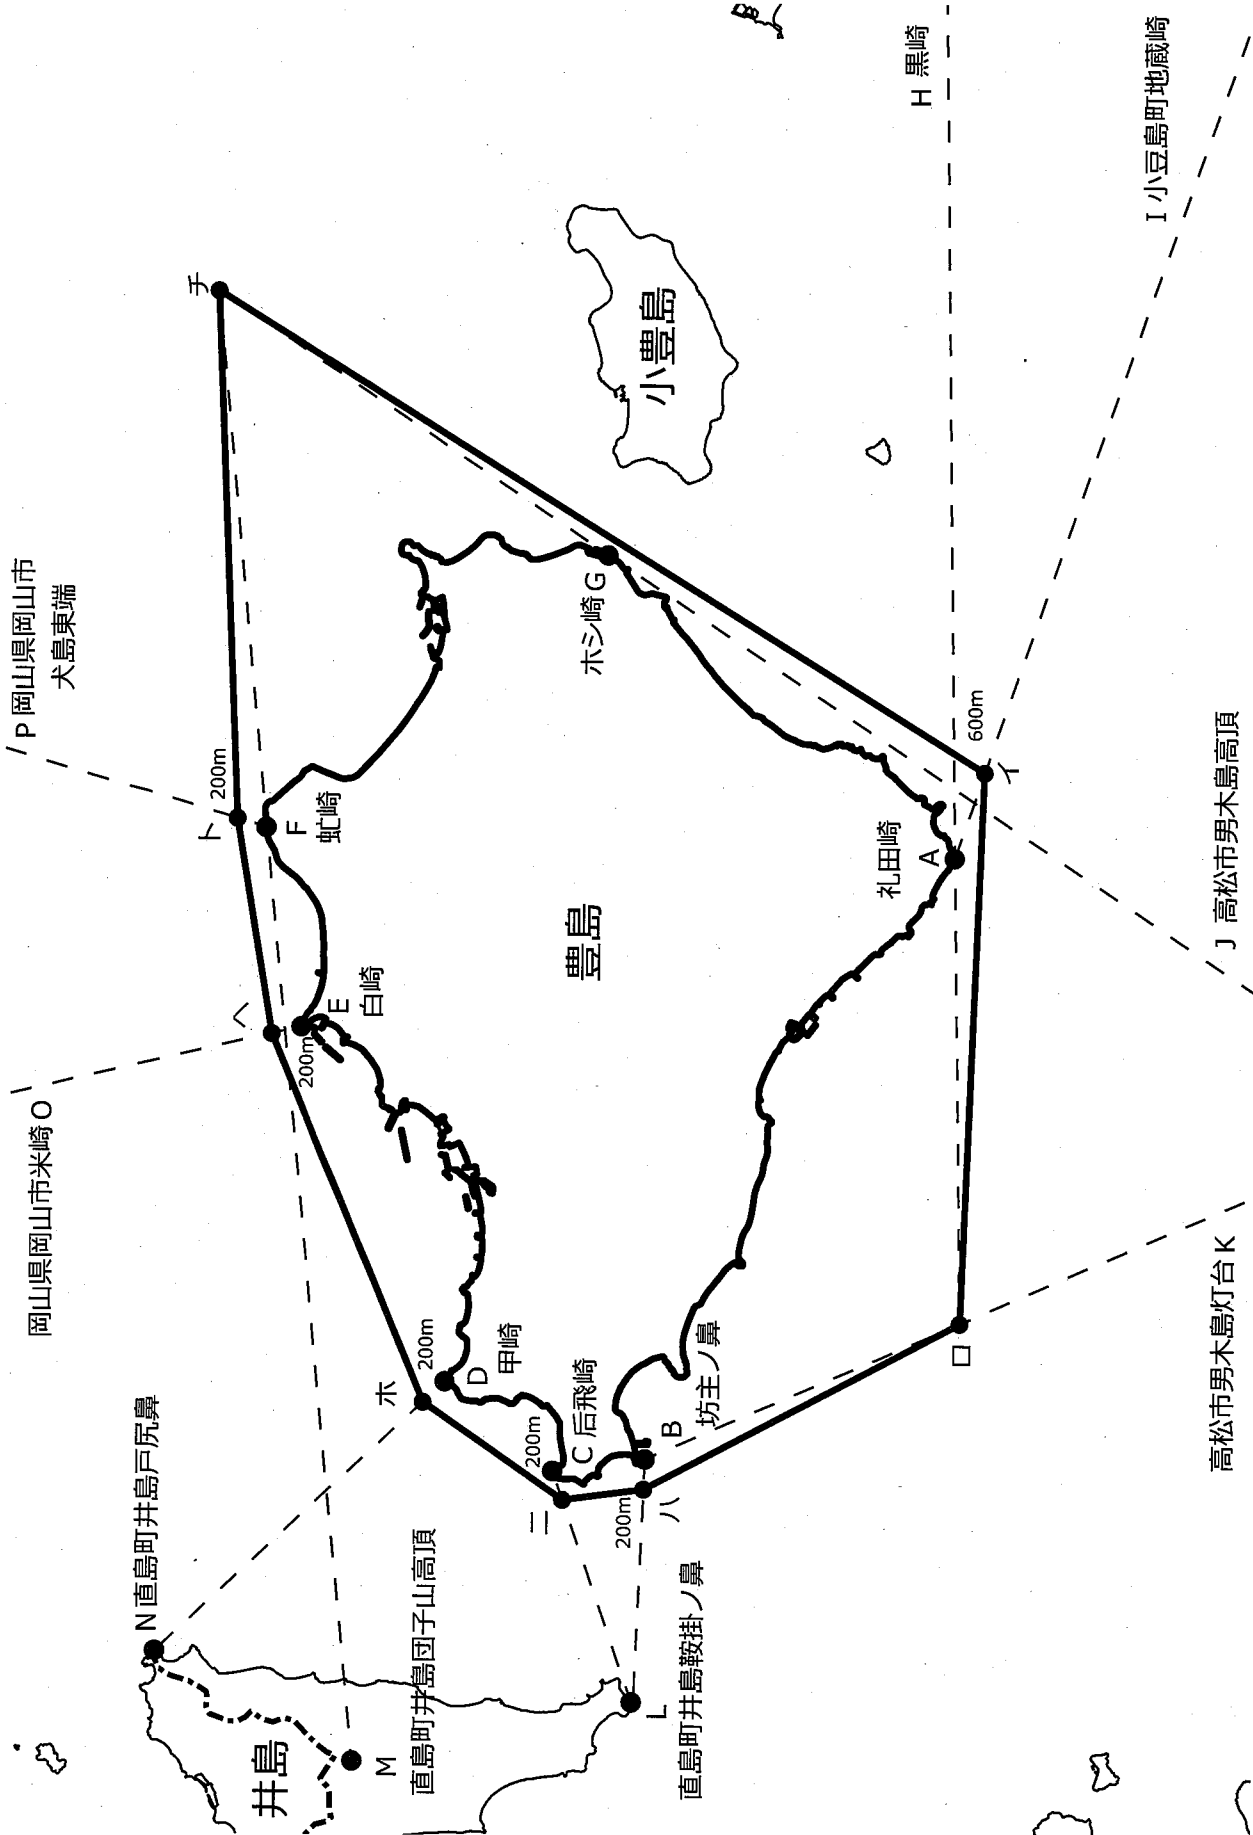 P 岡山県岡山市
犬島東端
岡山県岡山市米崎 O
N 直島町井島戸尻鼻
チ
ト
200m
F
虻崎
ヘ
200m
E
白崎
ホ
200m
D
甲崎
ニ
200m
C 后飛崎
ハ
200m
B
坊主ノ鼻
ホシ崎 G
小豊島
豊島
礼田崎
A
600m
イ
ロ
H 黒崎
I 小豆島町地蔵崎
J 高松市男木島高頂
高松市男木島灯台 K
L
直島町井島鞍掛ノ鼻
M
直島町井島団子山高頂
井島